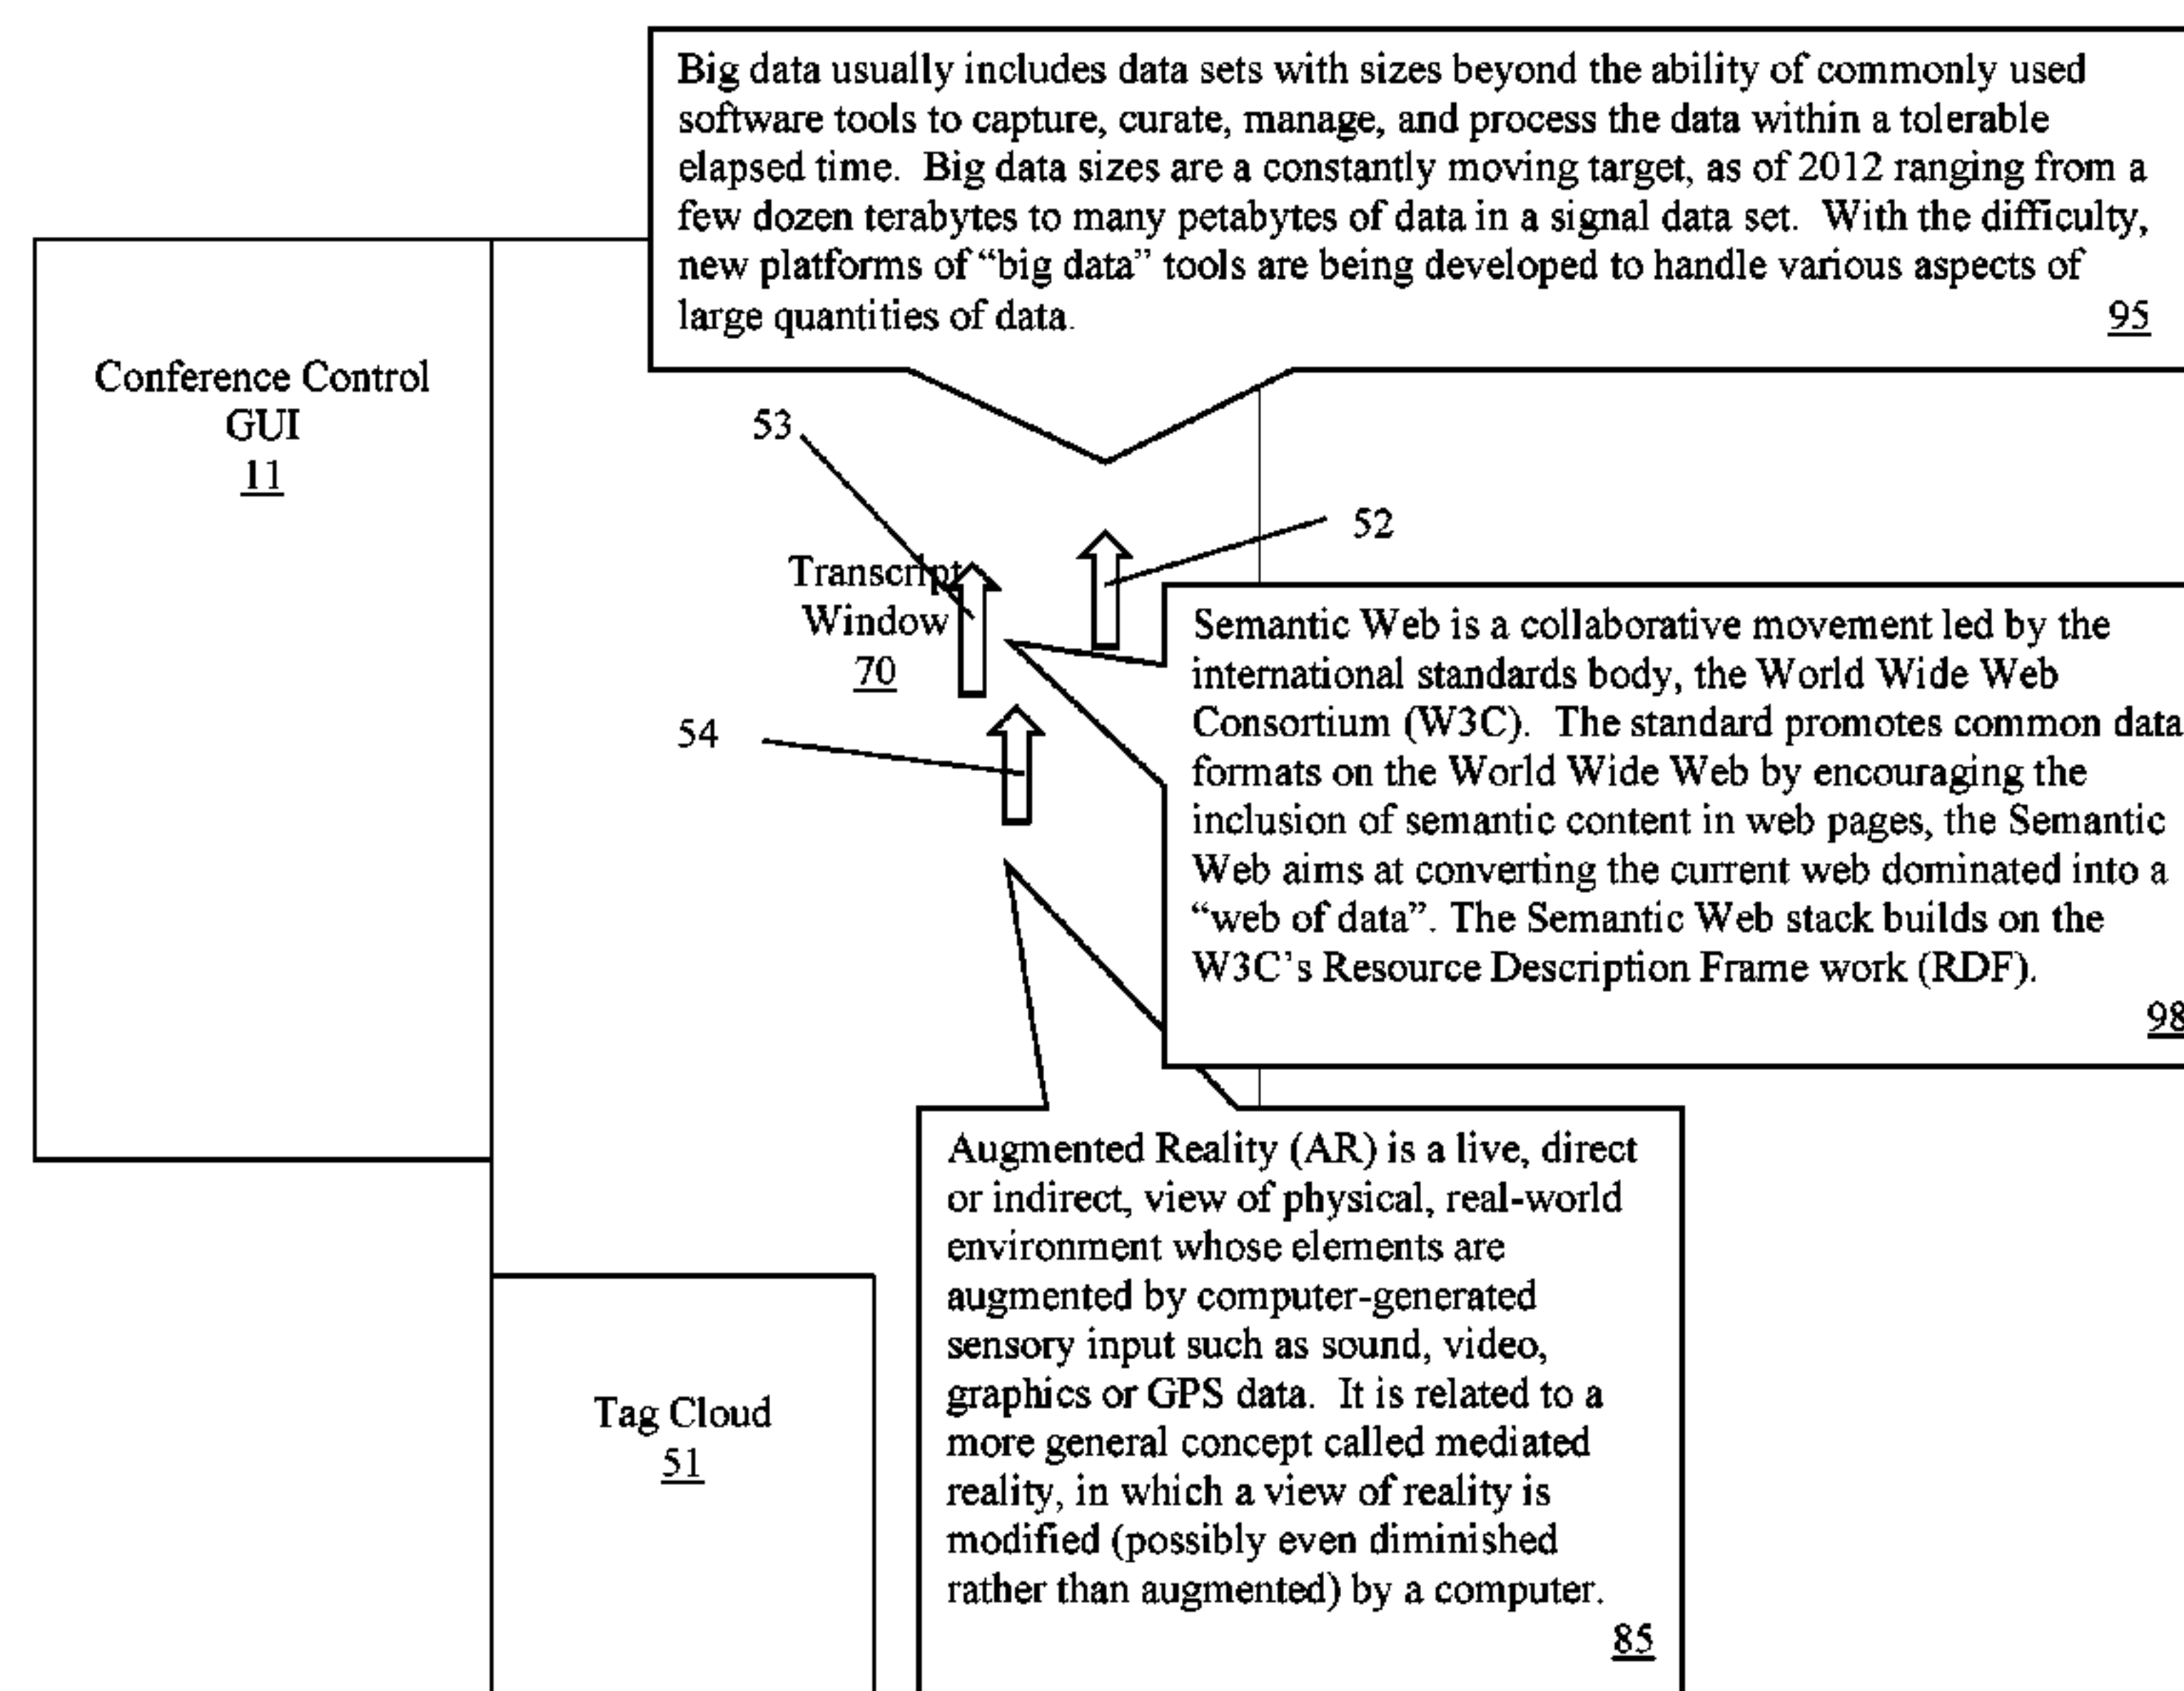 Big data usually includes data sets with sizes beyond the ability of commonly used
software tools to capture, curate, manage, and process the data within a tolerable
elapsed time.  Big data sizes are a constantly moving target, as of 2012 ranging from a
few dozen terabytes to many petabytes of data in a signal data set.  With the difficulty,
new platforms of “big data” tools are being developed to handle various aspects of
large quantities of data.
95
Conference Control
GUI
11
53
52
Transcript
Window
70
54
Semantic Web is a collaborative movement led by the
international standards body, the World Wide Web
Consortium (W3C).  The standard promotes common data
formats on the World Wide Web by encouraging the
inclusion of semantic content in web pages, the Semantic
Web aims at converting the current web dominated into a
“web of data”. The Semantic Web stack builds on the
W3C’s Resource Description Frame work (RDF).
98
Augmented Reality (AR) is a live, direct
or indirect, view of physical, real-world
environment whose elements are
augmented by computer-generated
sensory input such as sound, video,
graphics or GPS data.  It is related to a
more general concept called mediated
reality, in which a view of reality is
modified (possibly even diminished
rather than augmented) by a computer.
85
Tag Cloud
51